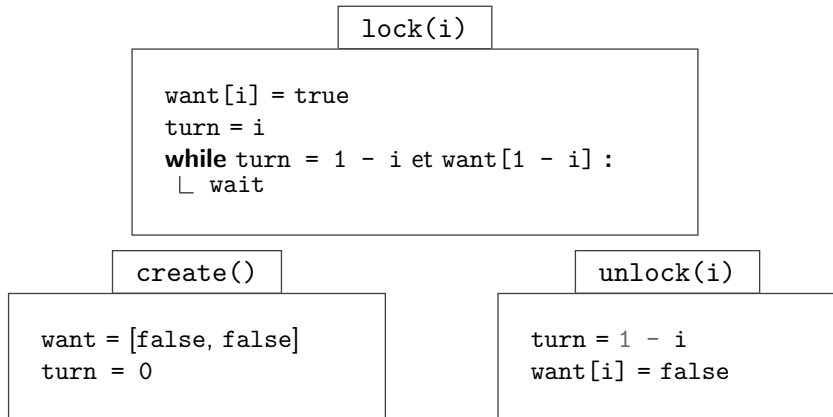 lock(i)
want[i] = true
turn = i
while turn = 1 - i et want[1 - i] :
wait
create()
want = [false, false]
turn = 0
unlock(i)
turn = 1 - i
want[i] = false